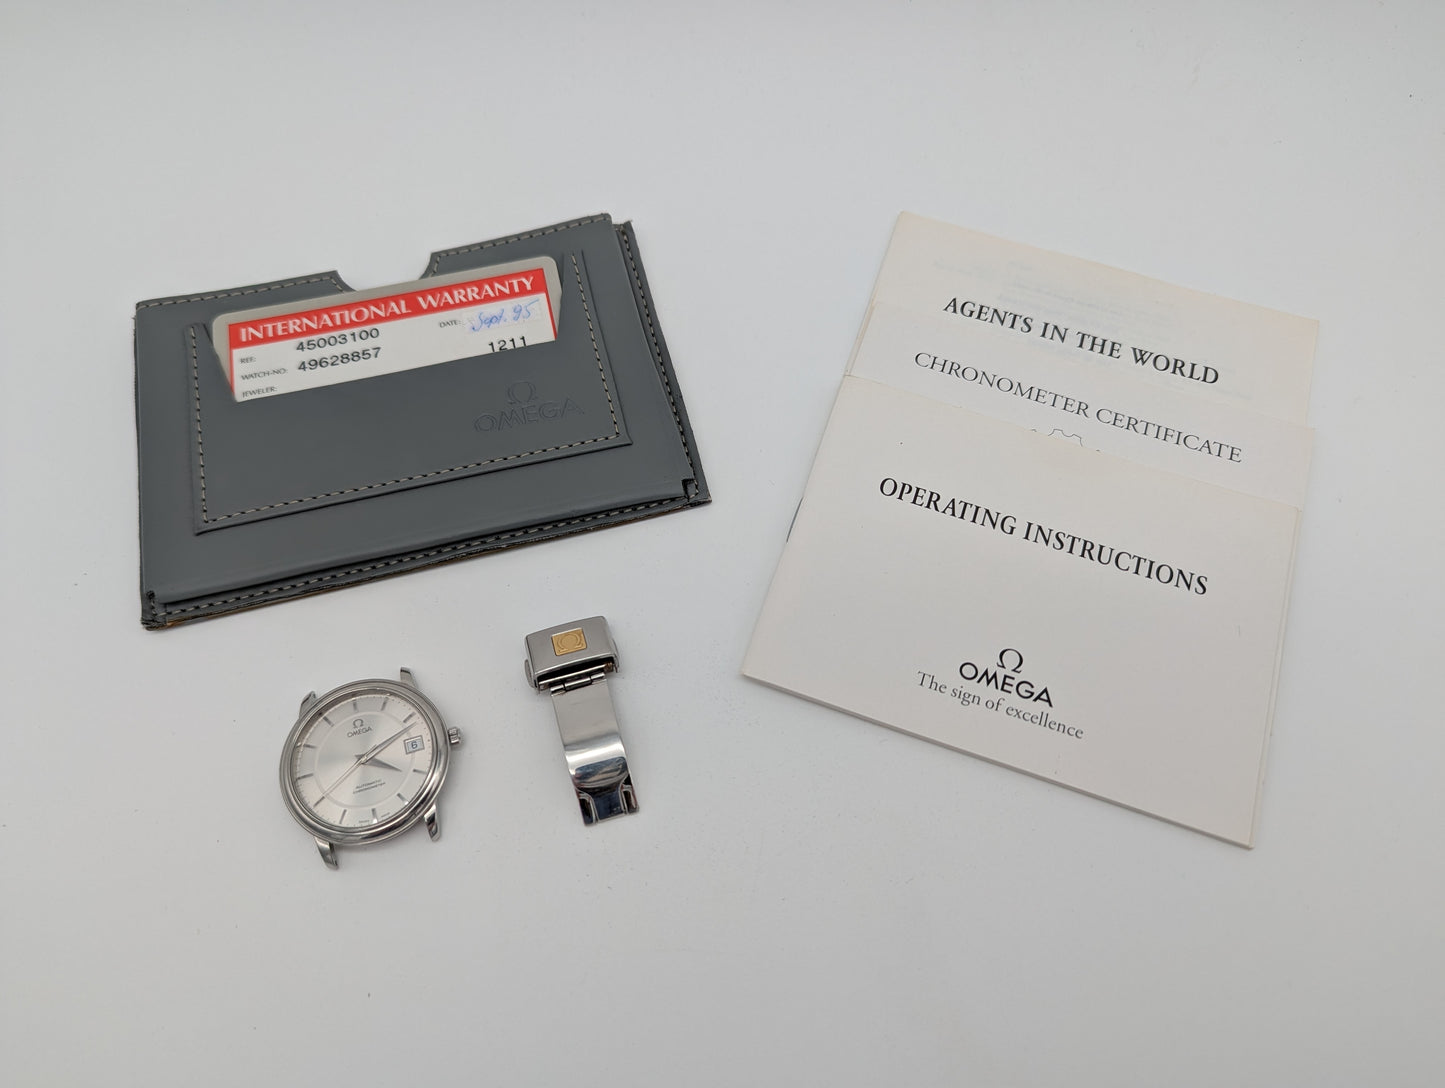 INTERNATIONAL WARRANTY
REF.: 45003100 DATE: Sept. 95
WATCH-NO: 49628857 1211
JEWELER:
Ω
OMEGA
AGENTS IN THE WORLD
CHRONOMETER CERTIFICATE
OPERATING INSTRUCTIONS
Ω
OMEGA
The sign of excellence
Ω
Ω
OMEGA
6
AUTOMATIC
CHRONOMETER